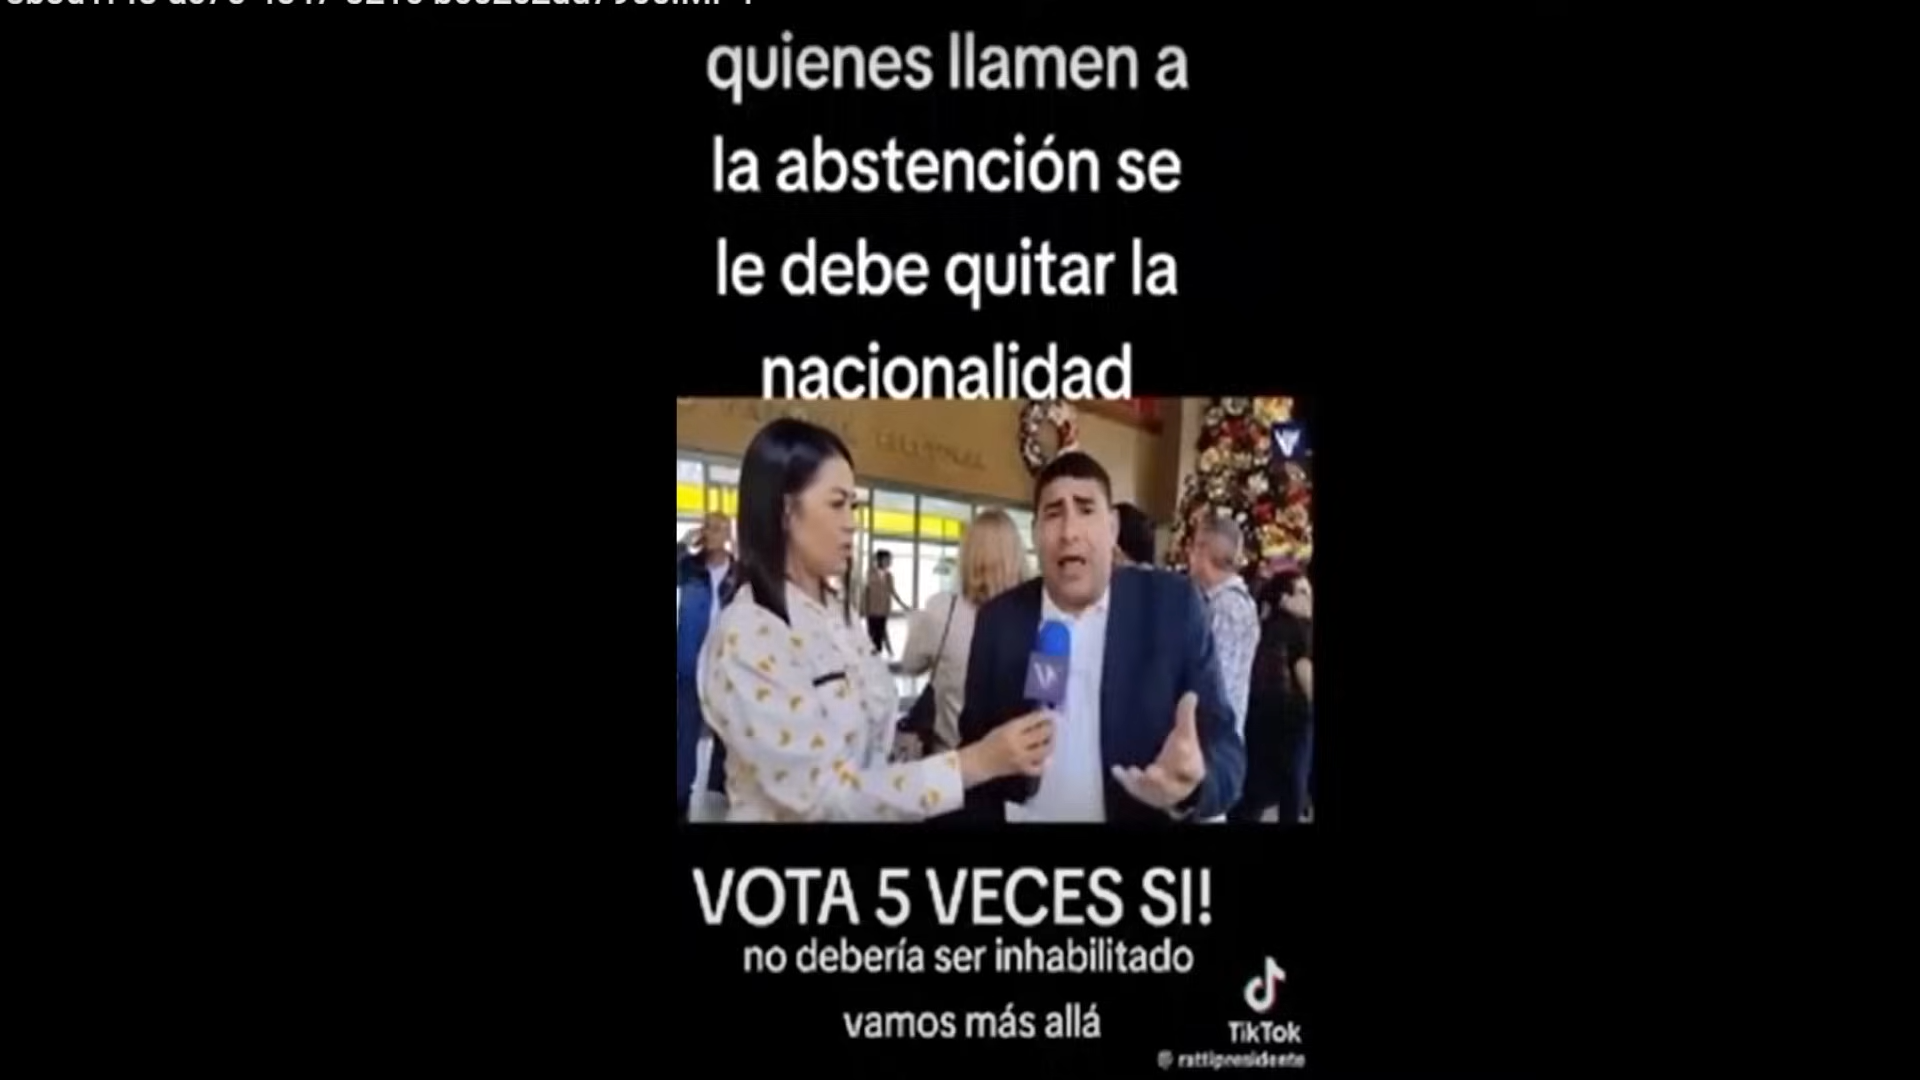 quienes llamen a
la abstención se
le debe quitar la
nacionalidad
VOTA 5 VECES SI!
no debería ser inhabilitado
vamos más allá
TikTok
@ rattipresidente